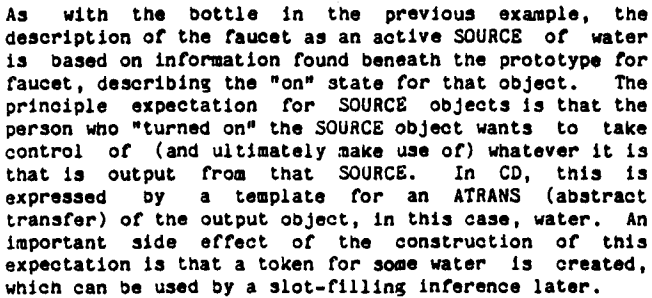 As with the bottle in the previous example, the
description of the faucet as an active SOURCE of water
is based on information found beneath the prototype for
faucet, describing the "on" state for that object. The
principle expectation for SOURCE objects is that the
person who "turned on" the SOURCE object wants to take
control of (and ultimately make use of) whatever it is
that is output from that SOURCE. In CD, this is
expressed by a template for an ATRANS (abstract
transfer) of the output object, in this case, water. An
important side effect of the construction of this
expectation is that a token for some water is created,
which can be used by a slot-filling inference later.